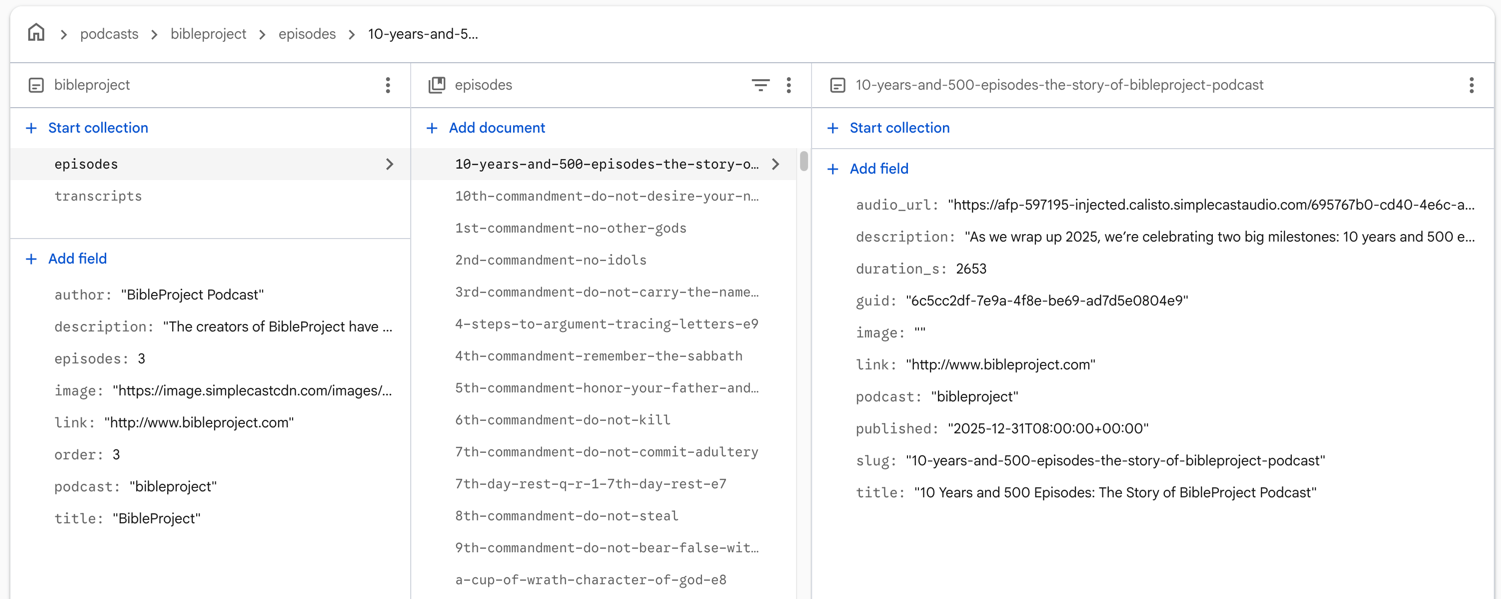 podcasts > bibleproject > episodes > 10-years-and-5...
bibleproject
+ Start collection
episodes
transcripts
+ Add field
author: "BibleProject Podcast"
description: "The creators of BibleProject have ...
episodes: 3
image: "https://image.simplecastcdn.com/images/...
link: "http://www.bibleproject.com"
order: 3
podcast: "bibleproject"
title: "BibleProject"
episodes
+ Add document
10-years-and-500-episodes-the-story-o...
10th-commandment-do-not-desire-your-n...
1st-commandment-no-other-gods
2nd-commandment-no-idols
3rd-commandment-do-not-carry-the-name...
4-steps-to-argument-tracing-letters-e9
4th-commandment-remember-the-sabbath
5th-commandment-honor-your-father-and...
6th-commandment-do-not-kill
7th-commandment-do-not-commit-adultery
7th-day-rest-q-r-1-7th-day-rest-e7
8th-commandment-do-not-steal
9th-commandment-do-not-bear-false-wit...
a-cup-of-wrath-character-of-god-e8
10-years-and-500-episodes-the-story-of-bibleproject-podcast
+ Start collection
+ Add field
audio_url: "https://afp-597195-injected.calisto.simplecastaudio.com/695767b0-cd40-4e6c-a...
description: "As we wrap up 2025, we’re celebrating two big milestones: 10 years and 500 e...
duration_s: 2653
guid: "6c5cc2df-7e9a-4f8e-be69-ad7d5e0804e9"
image: ""
link: "http://www.bibleproject.com"
podcast: "bibleproject"
published: "2025-12-31T08:00:00+00:00"
slug: "10-years-and-500-episodes-the-story-of-bibleproject-podcast"
title: "10 Years and 500 Episodes: The Story of BibleProject Podcast"